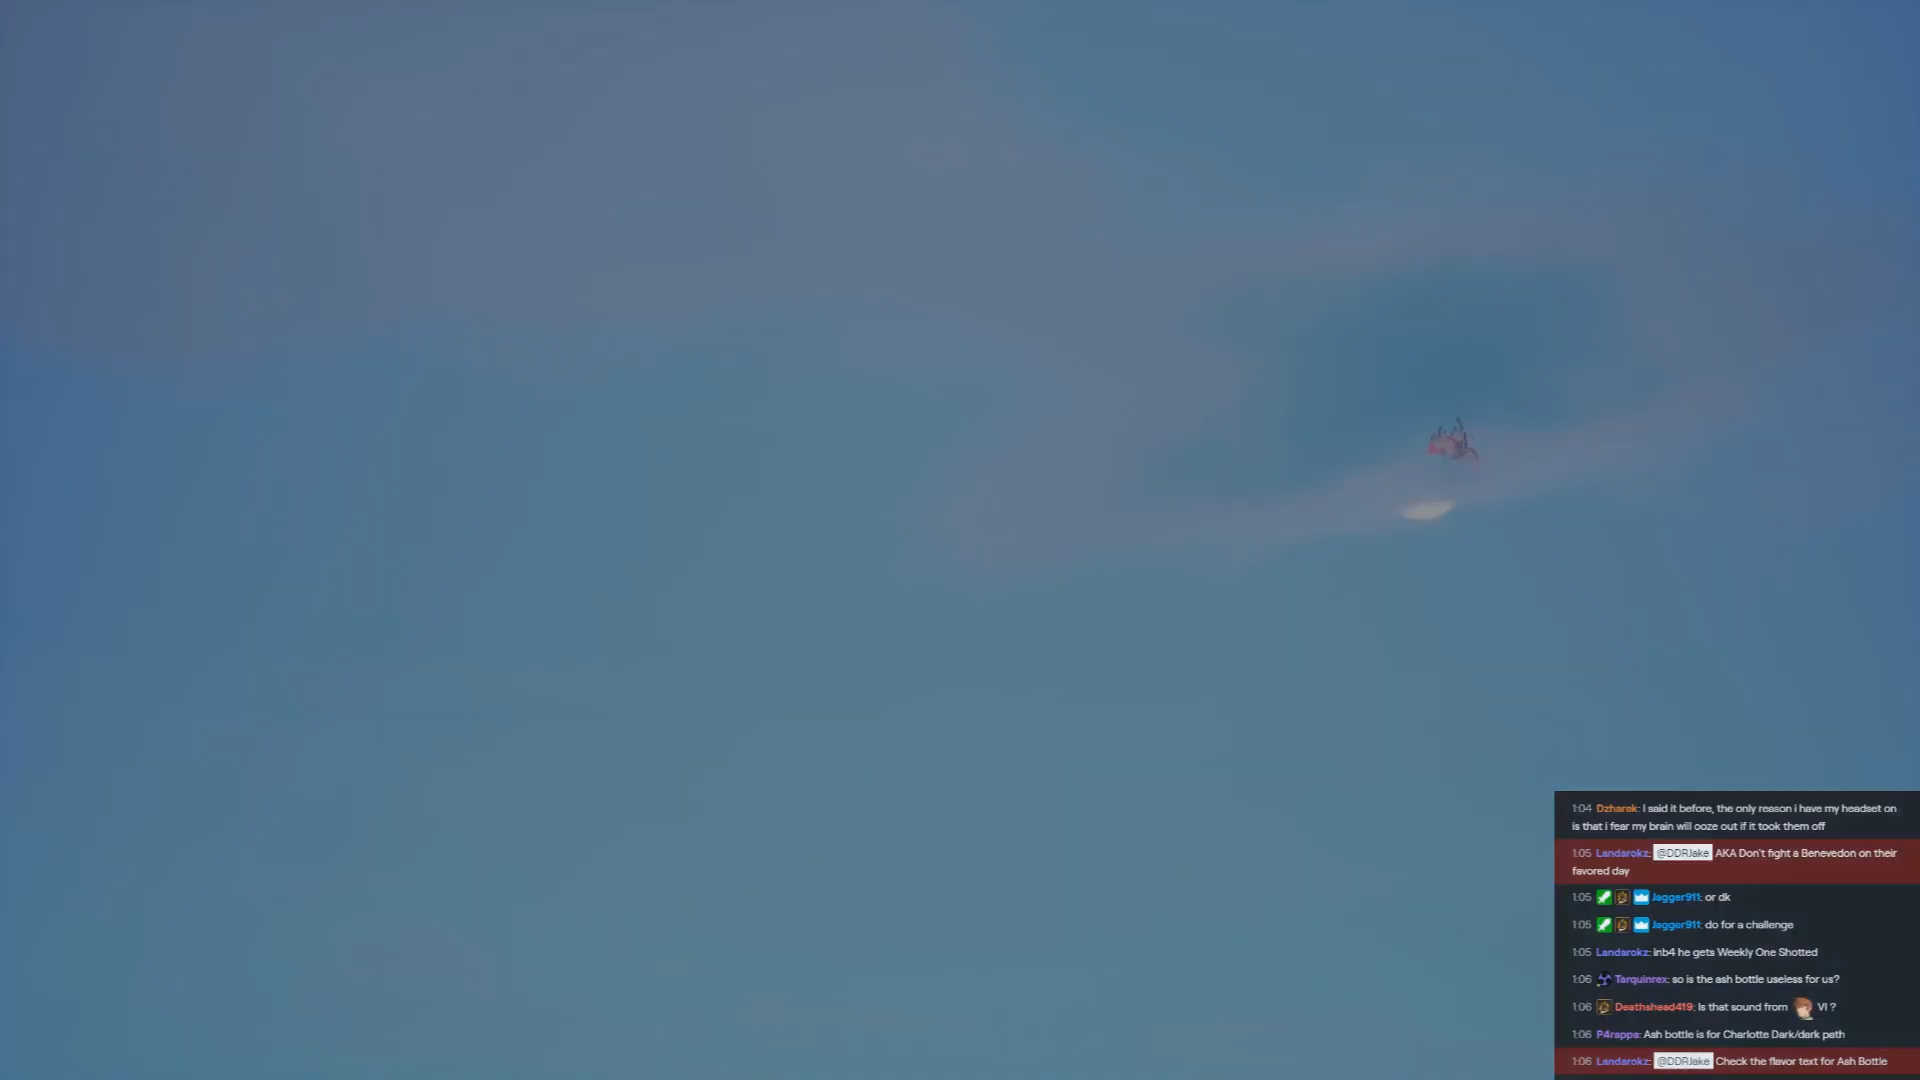 1:04 Dzharek: I said it before, the only reason i have my headset on
is that i fear my brain will ooze out if it took them off
1:05 Landarokz: @DDRJake AKA Don't fight a Benevedon on their
favored day
1:05 Jagger911: or dk
1:05 Jagger911: do for a challenge
1:05 Landarokz: inb4 he gets Weekly One Shotted
1:06 Tarquinrex: so is the ash bottle useless for us?
1:06 Deathshead419: Is that sound from VI ?
1:06 P4rappa: Ash bottle is for Charlotte Dark/dark path
1:06 Landarokz: @DDRJake Check the flavor text for Ash Bottle